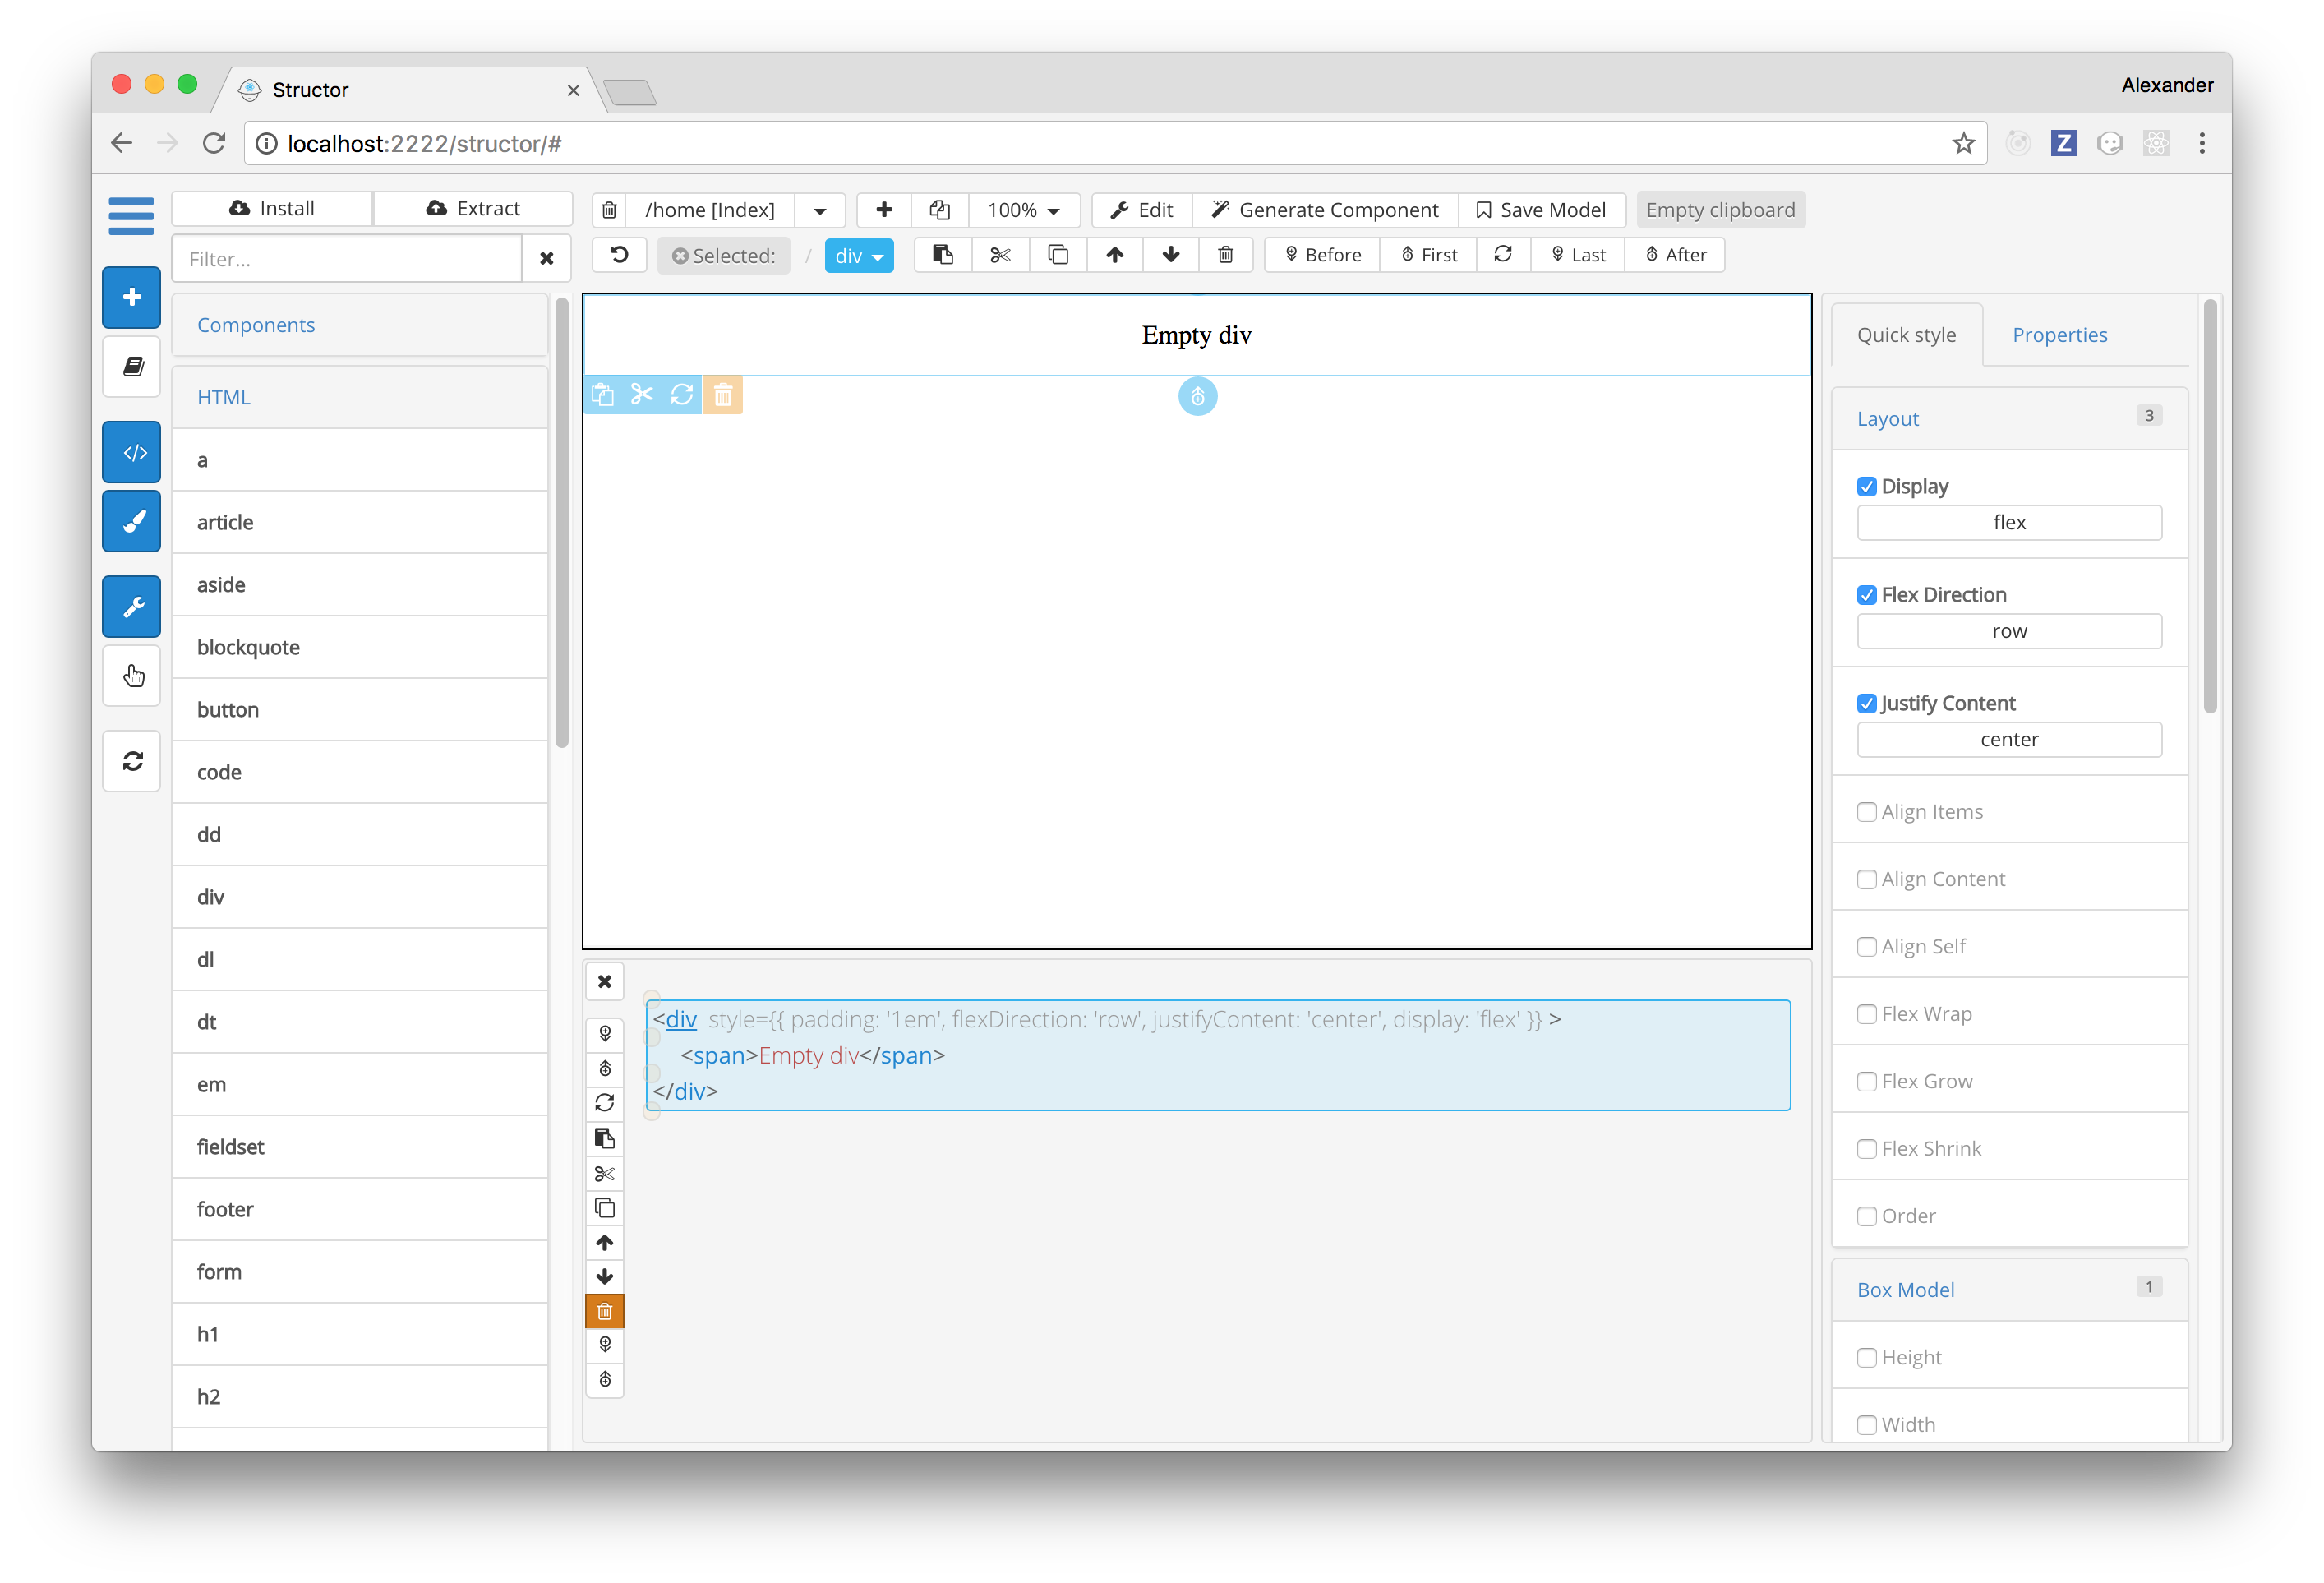 Structor
Alexander
localhost:2222/structor/#
Install
Extract
/home [Index]
100%
Edit
Generate Component
Save Model
Empty clipboard
Filter...
Selected:
/
div
Before
First
Last
After
Components
HTML
a
article
aside
blockquote
button
code
dd
div
dl
dt
em
fieldset
footer
form
h1
h2
Empty div
<div style={{ padding: '1em', flexDirection: 'row', justifyContent: 'center', display: 'flex' }} >
<span>Empty div</span>
</div>
Quick style
Properties
Layout
3
Display
flex
Flex Direction
row
Justify Content
center
Align Items
Align Content
Align Self
Flex Wrap
Flex Grow
Flex Shrink
Order
Box Model
1
Height
Width